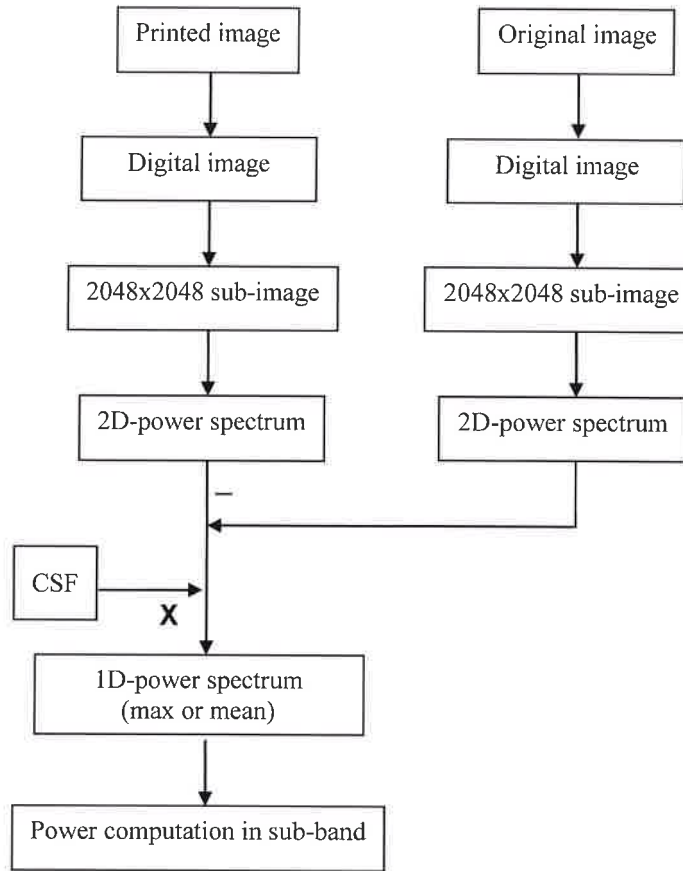 Printed image
Original image
Digital image
Digital image
2048x2048 sub-image
2048x2048 sub-image
2D-power spectrum
2D-power spectrum
–
CSF
X
1D-power spectrum
(max or mean)
Power computation in sub-band